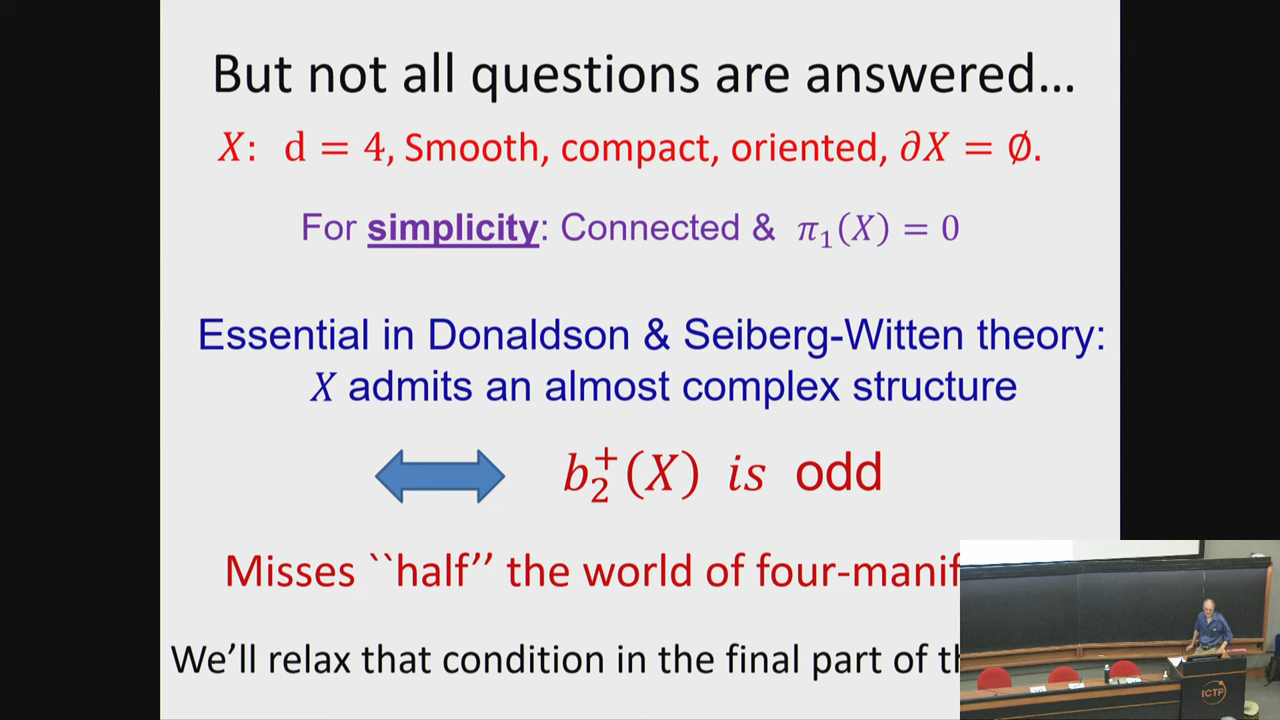 But not all questions are answered…
X: d = 4, Smooth, compact, oriented, ∂X = ∅.
For simplicity: Connected & π₁(X) = 0
Essential in Donaldson & Seiberg-Witten theory:
X admits an almost complex structure
b₂⁺(X) is odd
Misses ``half’’ the world of four-manif
We’ll relax that condition in the final part of th
ICTP